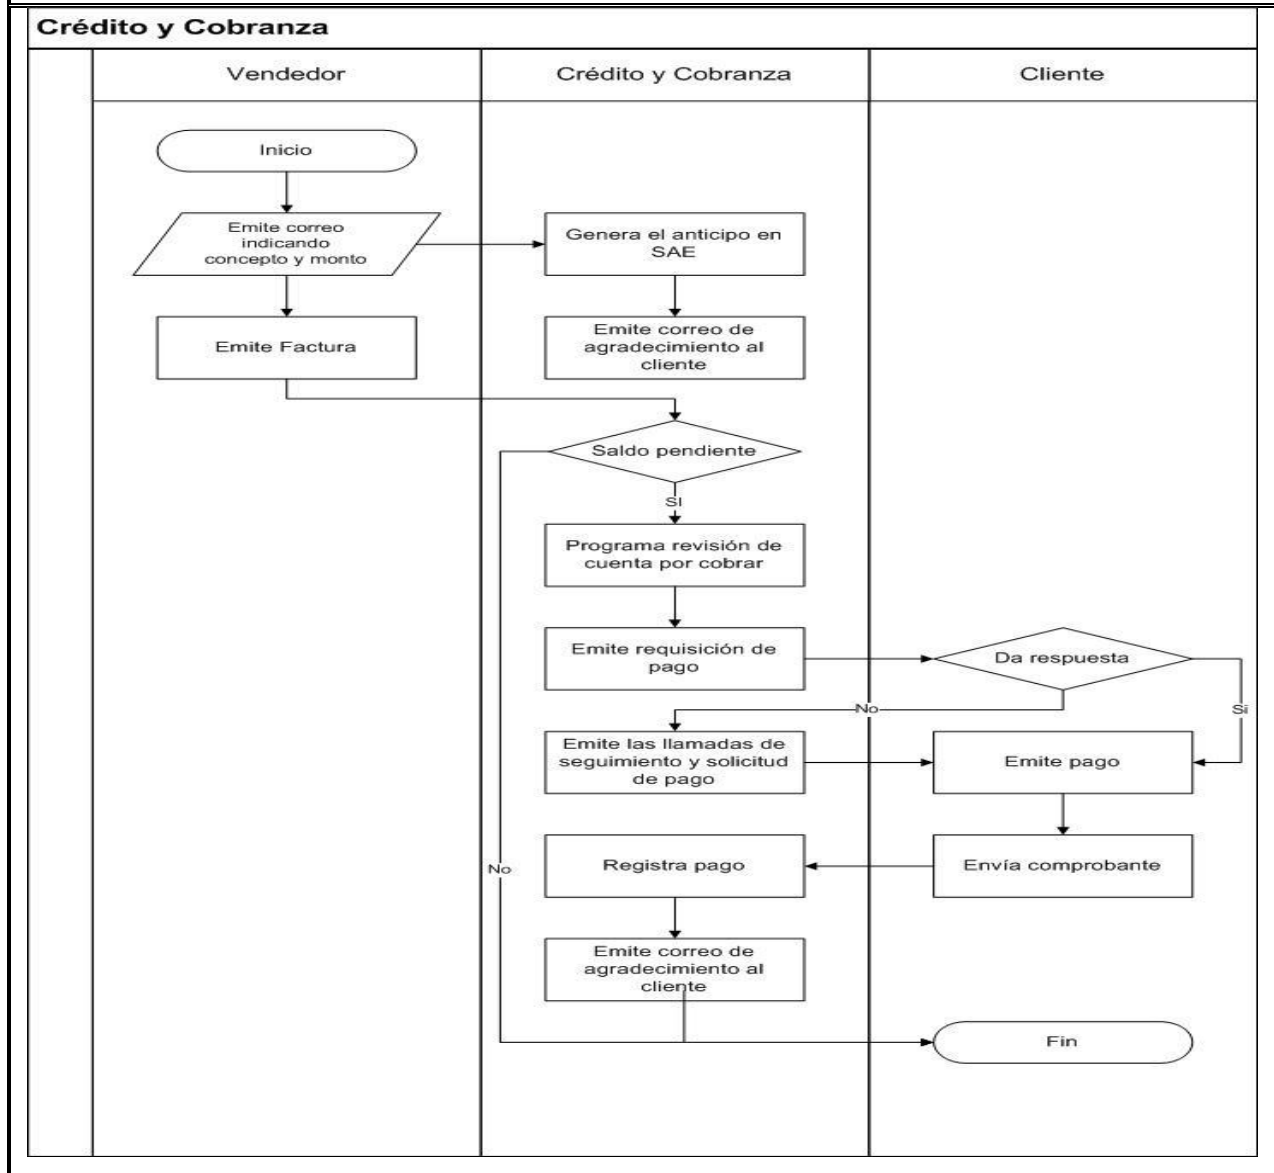 Crédito y Cobranza
Vendedor
Crédito y Cobranza
Cliente
Inicio
Emite correo
indicando
concepto y monto
Genera el anticipo en
SAE
Emite Factura
Emite correo de
agradecimiento al
cliente
Saldo pendiente
SI
Programa revisión de
cuenta por cobrar
Emite requisición de
pago
Da respuesta
No
Si
Emite las llamadas de
seguimiento y solicitud
de pago
Emite pago
Registra pago
Envía comprobante
No
Emite correo de
agradecimiento al
cliente
Fin